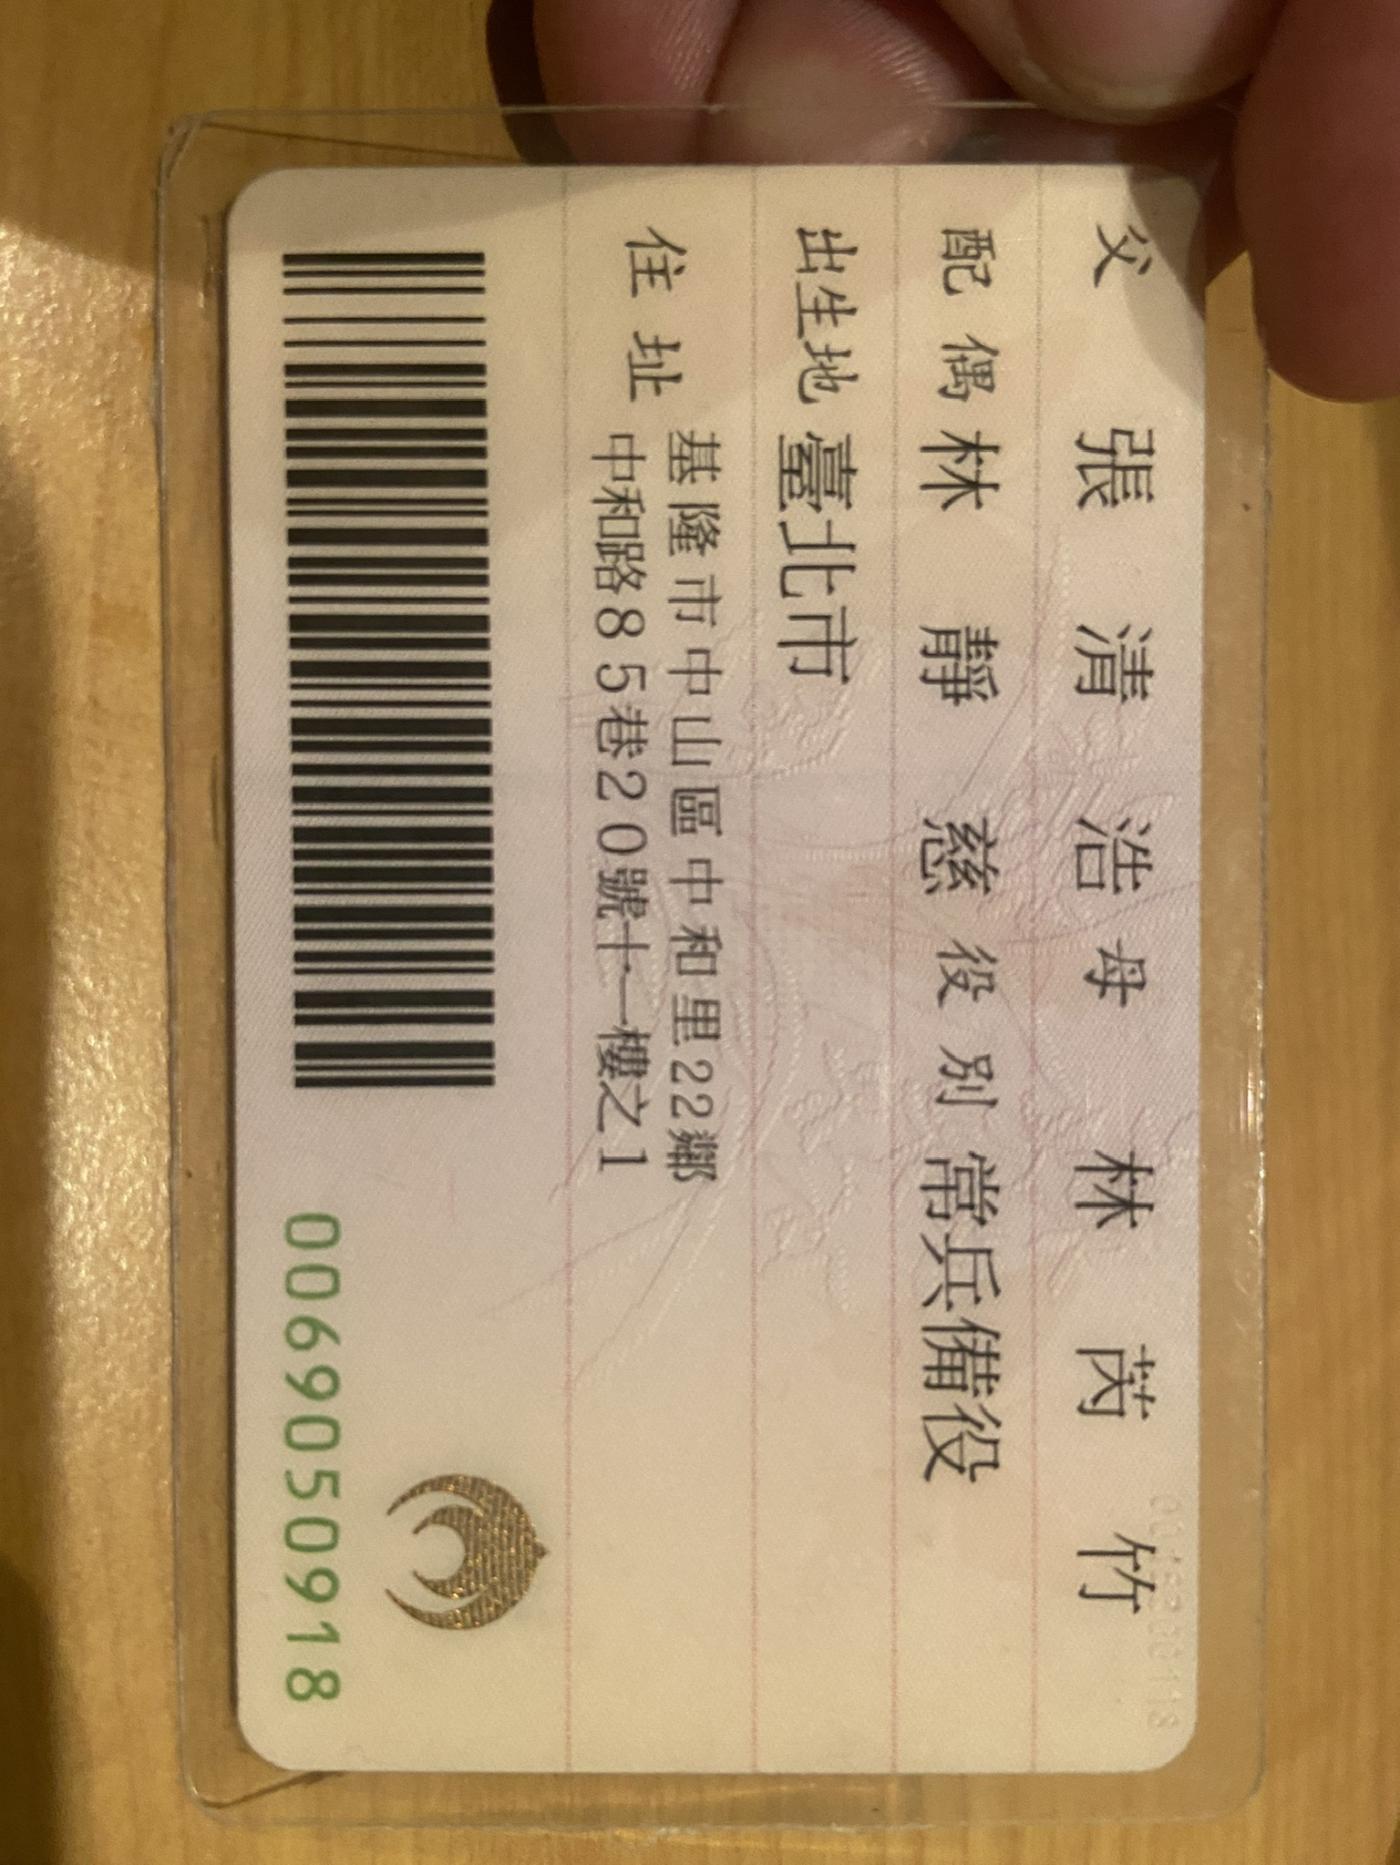 父 張清浩 母 林芮竹
配偶 林靜慈 役別 常兵備役
出生地 臺北市
住址 基隆市中山區中和里22鄰
中和路85巷20號十一樓之1
0069050918